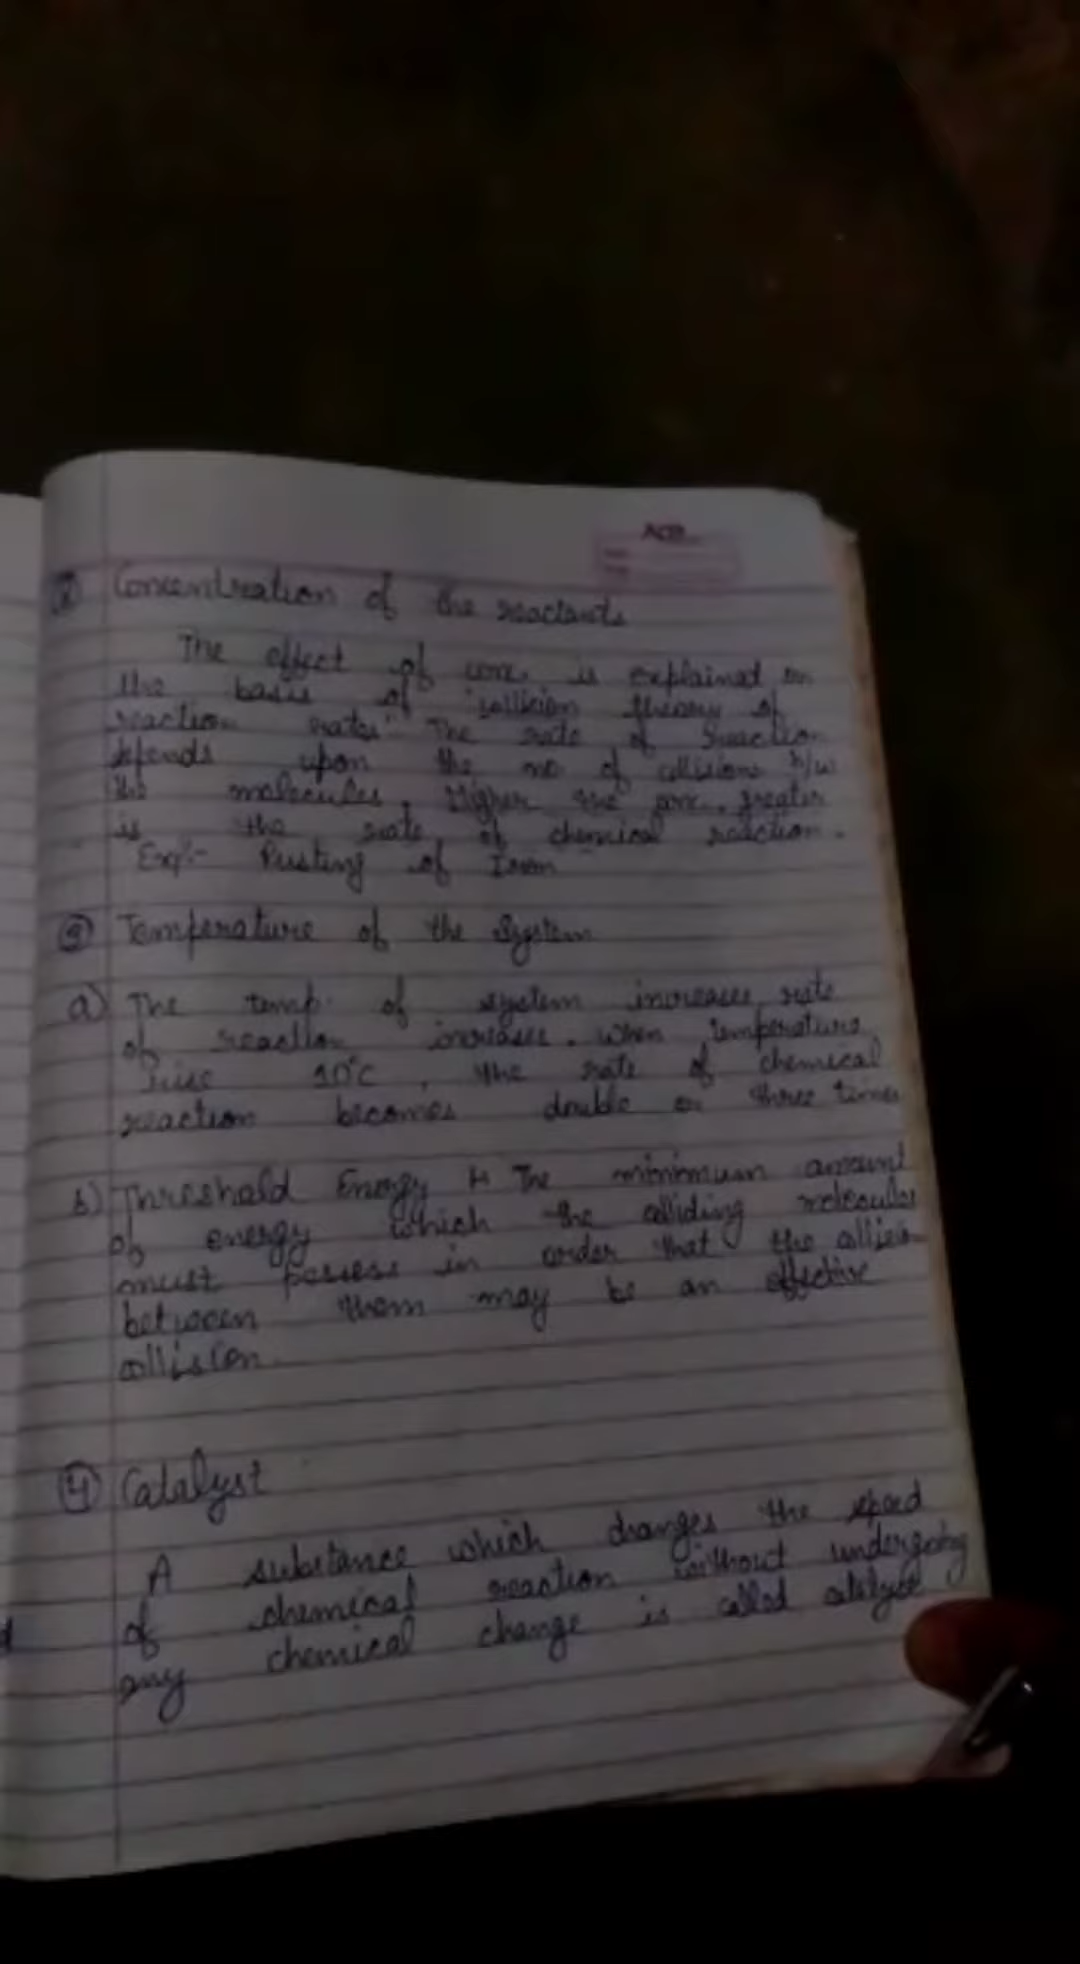 ② Concentration of the reactants
The effect of conc. is explained on
the basis of "collision theory of
reaction rates" The rate of reaction
depends upon the no of collisions b/w
the molecules. Higher the conc. greater
is the rate of chemical reaction.
Exp:- Rusting of Iron
③ Temperature of the System
a) The temp. of system increases, rate
of reaction increases. When temperature
rise 10°C, the rate of chemical
reaction becomes double or three times
b) Threshold Energy :- The minimum amount
of energy which the colliding molecules
must possess in order that the collision
between them may be an effective
collision.
④ Catalyst
A substance which changes the speed
of chemical reaction without undergoing
any chemical change is called catalyst